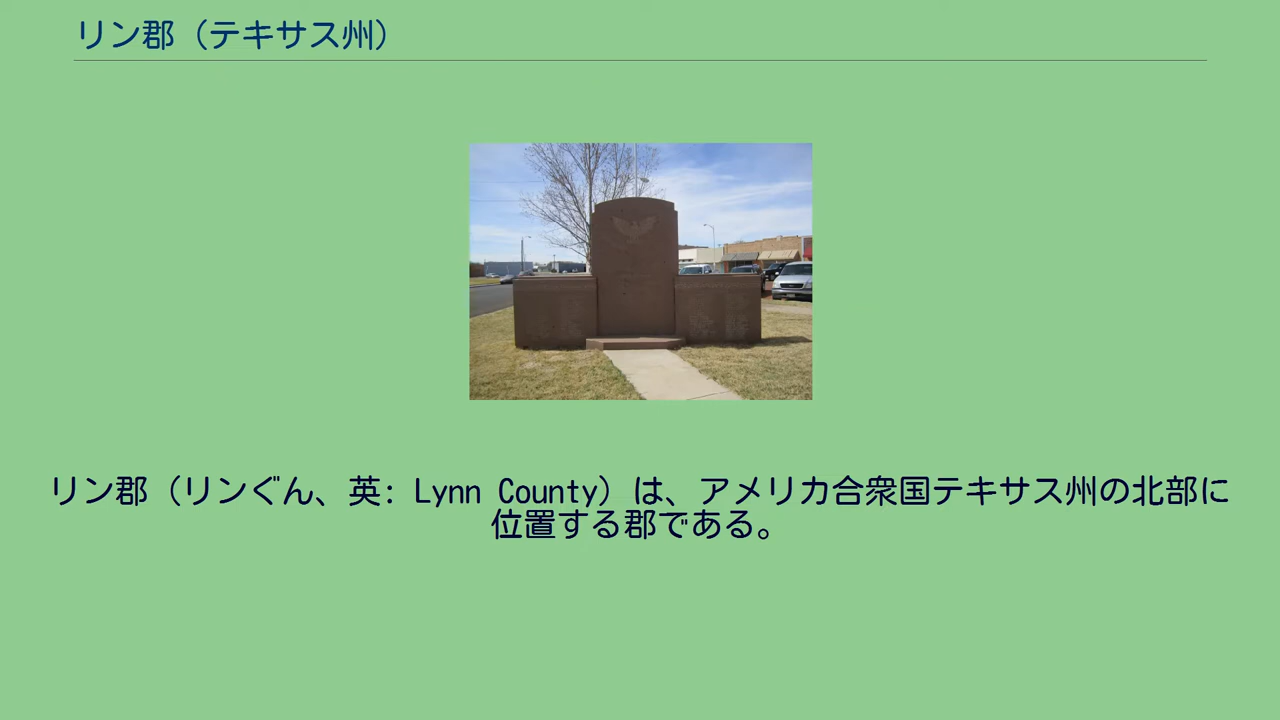 リン郡（テキサス州）
リン郡（リンぐん、英: Lynn County）は、アメリカ合衆国テキサス州の北部に
位置する郡である。